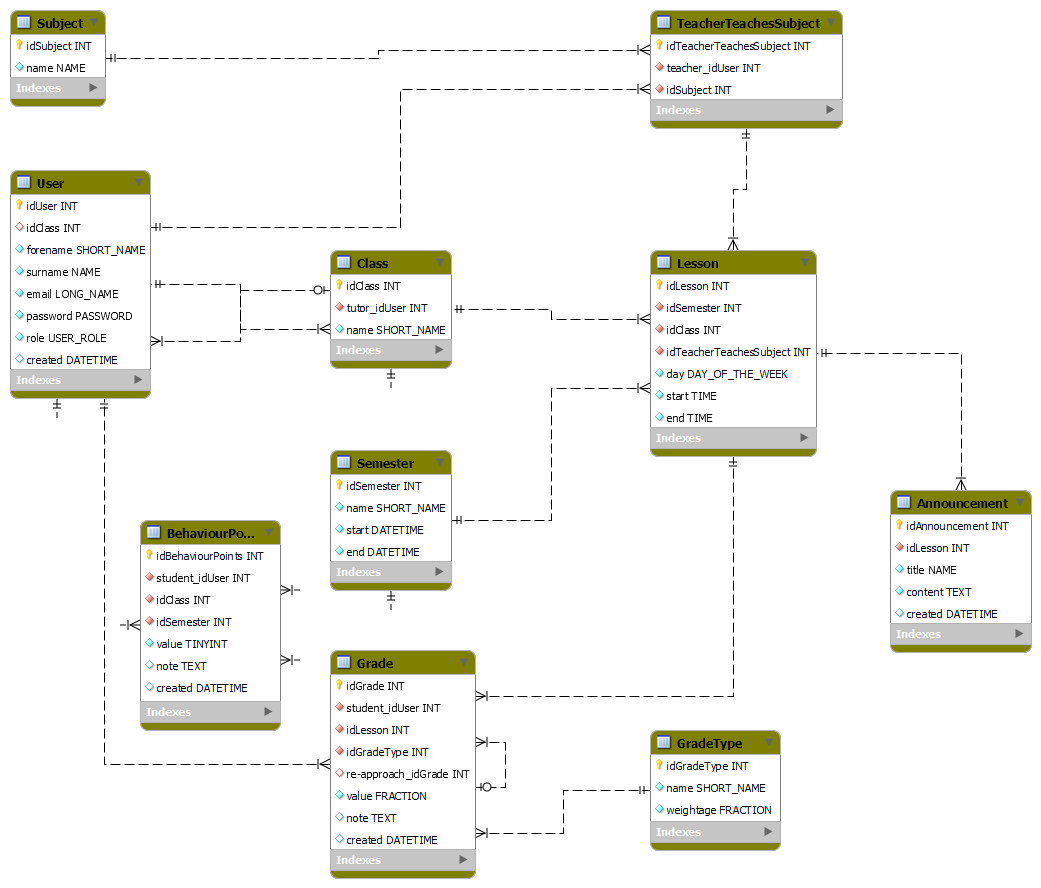 Subject
idSubject INT
name NAME
Indexes
TeacherTeachesSubject
idTeacherTeachesSubject INT
teacher_idUser INT
idSubject INT
Indexes
User
idUser INT
idClass INT
forename SHORT_NAME
surname NAME
email LONG_NAME
password PASSWORD
role USER_ROLE
created DATETIME
Indexes
Class
idClass INT
tutor_idUser INT
name SHORT_NAME
Indexes
Lesson
idLesson INT
idSemester INT
idClass INT
idTeacherTeachesSubject INT
day DAY_OF_THE_WEEK
start TIME
end TIME
Indexes
Semester
idSemester INT
name SHORT_NAME
start DATETIME
end DATETIME
Indexes
Announcement
idAnnouncement INT
idLesson INT
title NAME
content TEXT
created DATETIME
Indexes
BehaviourPo...
idBehaviourPoints INT
student_idUser INT
idClass INT
idSemester INT
value TINYINT
note TEXT
created DATETIME
Indexes
Grade
idGrade INT
student_idUser INT
idLesson INT
idGradeType INT
re-approach_idGrade INT
value FRACTION
note TEXT
created DATETIME
Indexes
GradeType
idGradeType INT
name SHORT_NAME
weightage FRACTION
Indexes